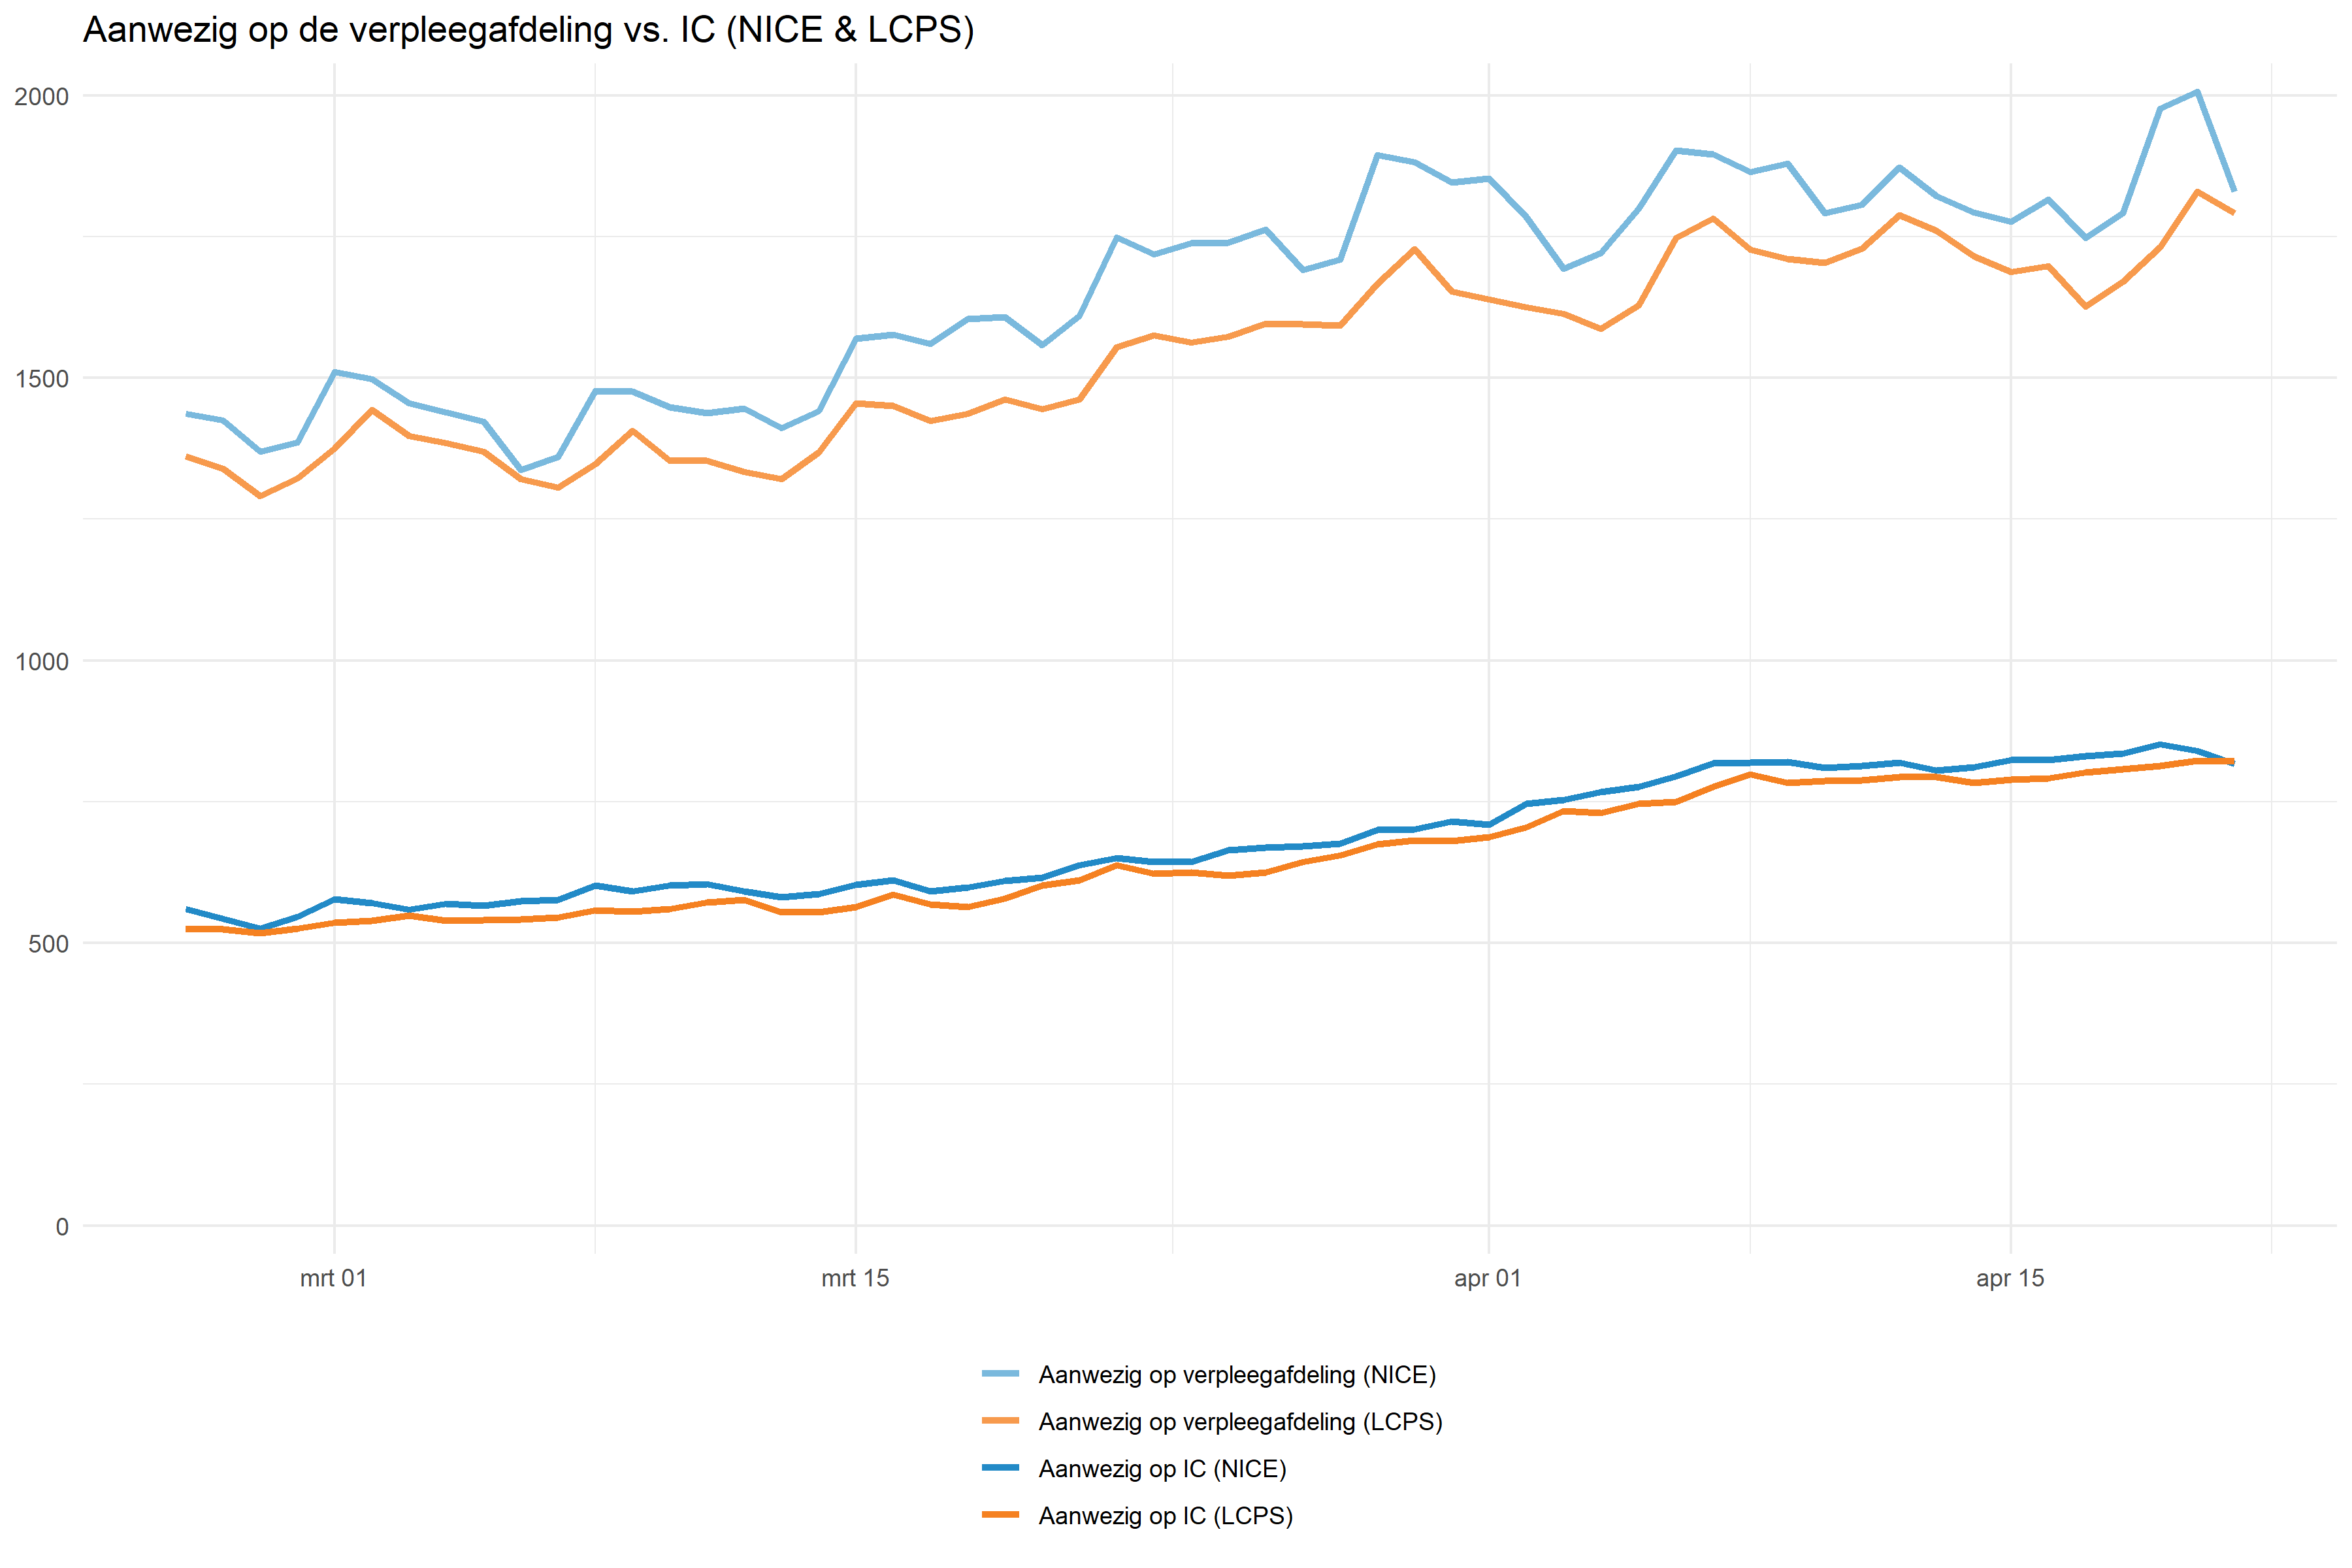 Aanwezig op de verpleegafdeling vs. IC (NICE & LCPS)
2000
1500
1000
500
0
mrt 01
mrt 15
apr 01
apr 15
Aanwezig op verpleegafdeling (NICE)
Aanwezig op verpleegafdeling (LCPS)
Aanwezig op IC (NICE)
Aanwezig op IC (LCPS)